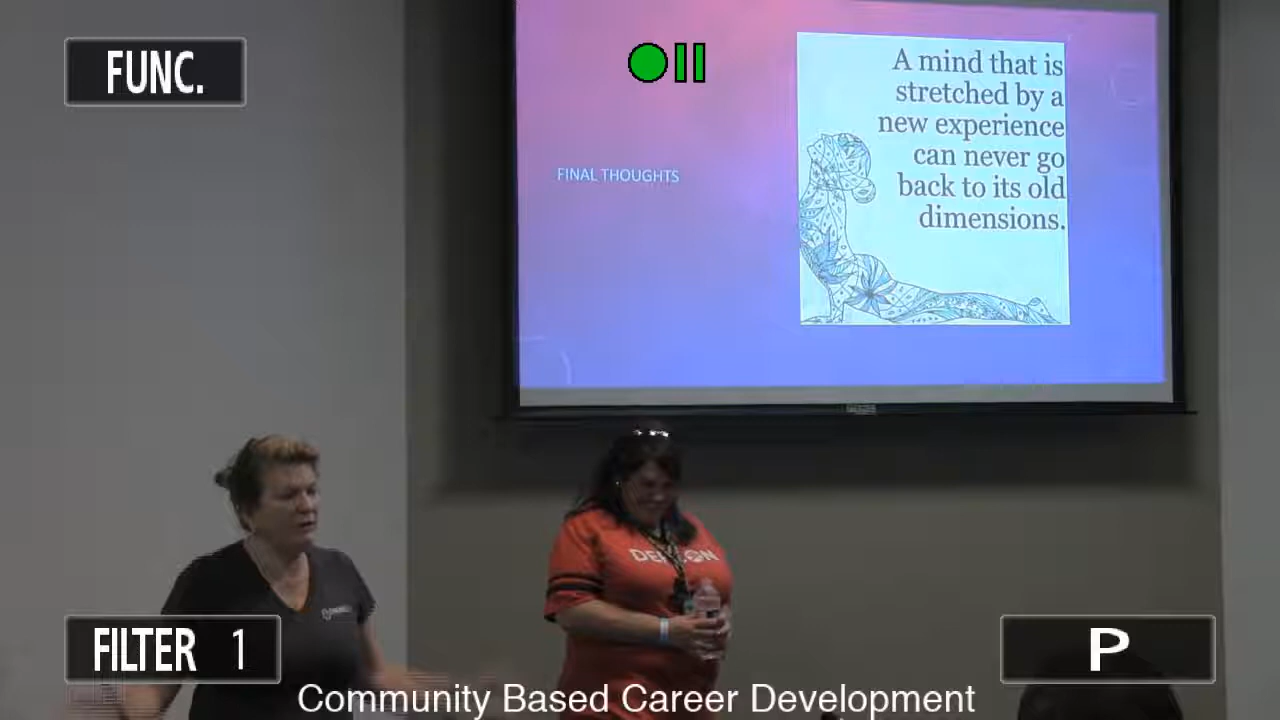 FUNC.
A mind that is
stretched by a
new experience
can never go
back to its old
dimensions.
FINAL THOUGHTS
DEFCON
FILTER 1
P
Community Based Career Development